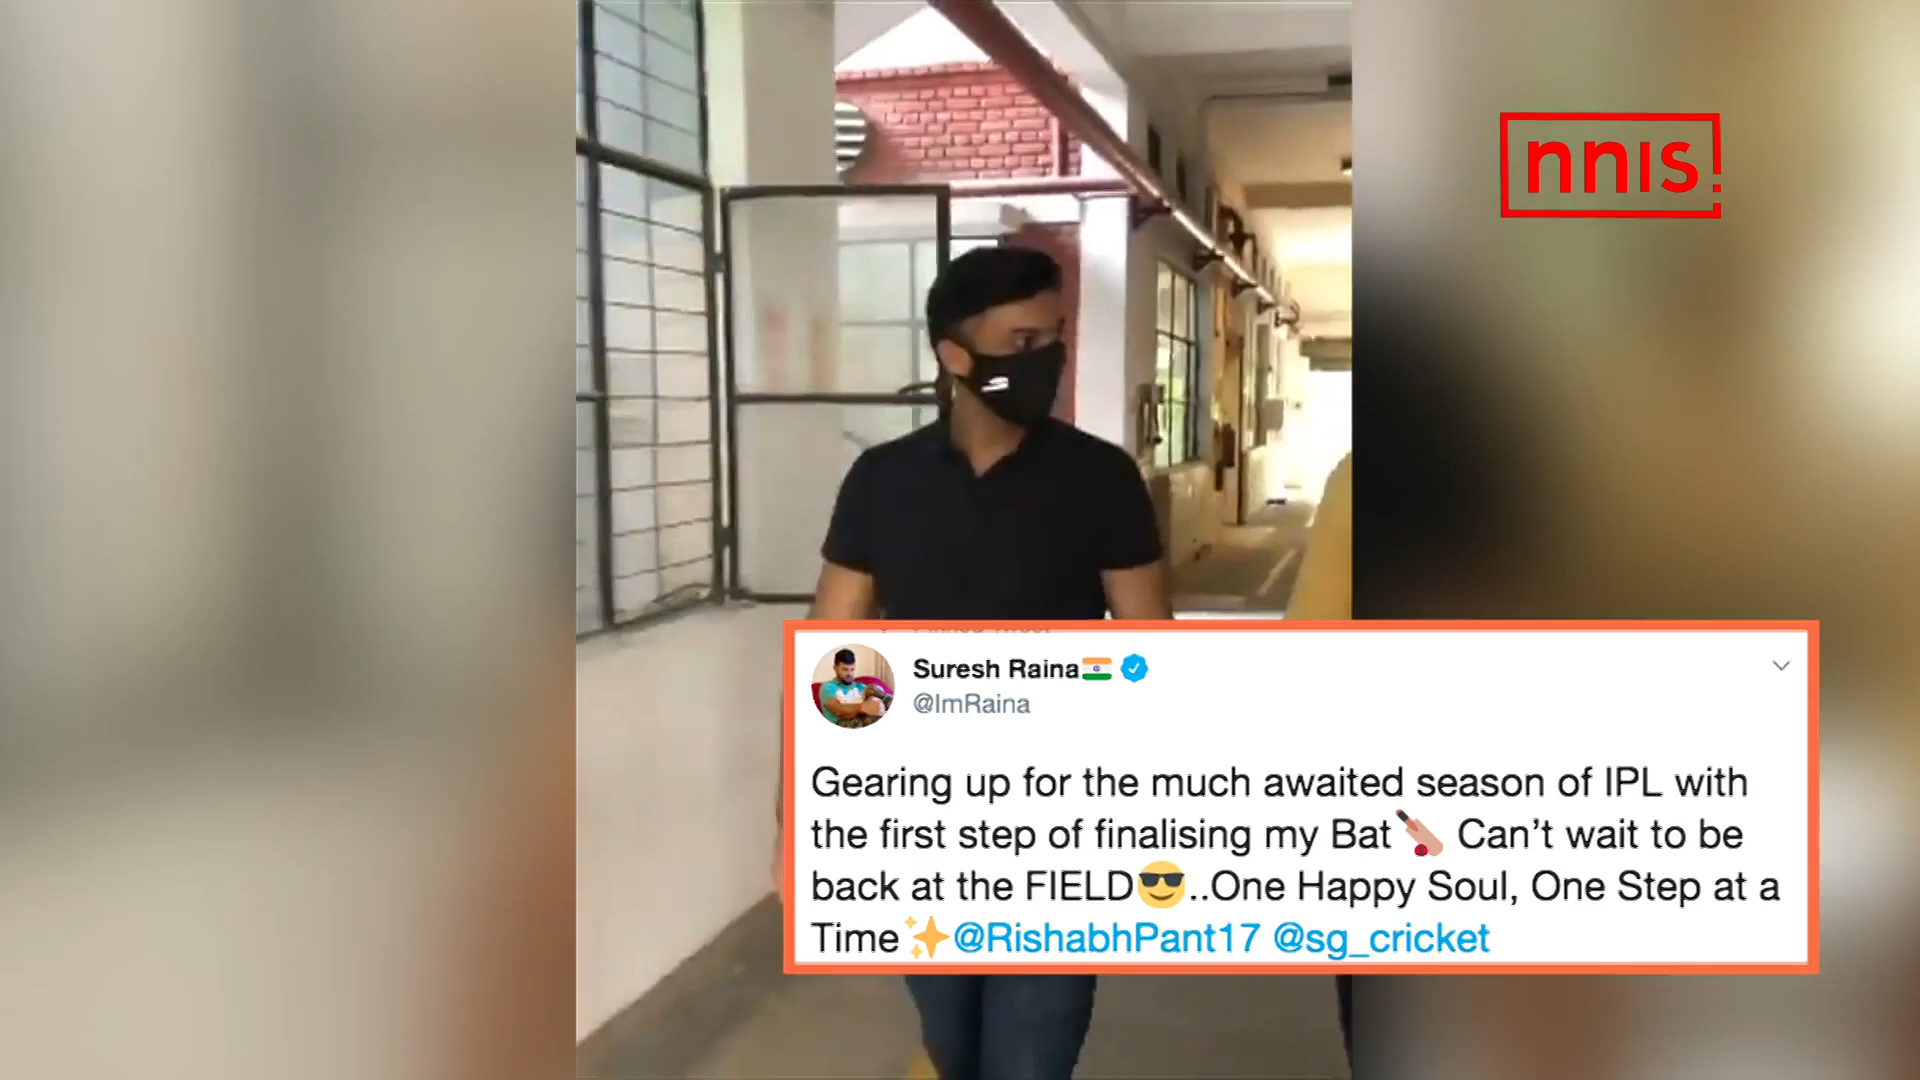 nnis!
Suresh Raina🇮🇳
@ImRaina
Gearing up for the much awaited season of IPL with
the first step of finalising my Bat🏏 Can't wait to be
back at the FIELD😎..One Happy Soul, One Step at a
Time✨@RishabhPant17 @sg_cricket